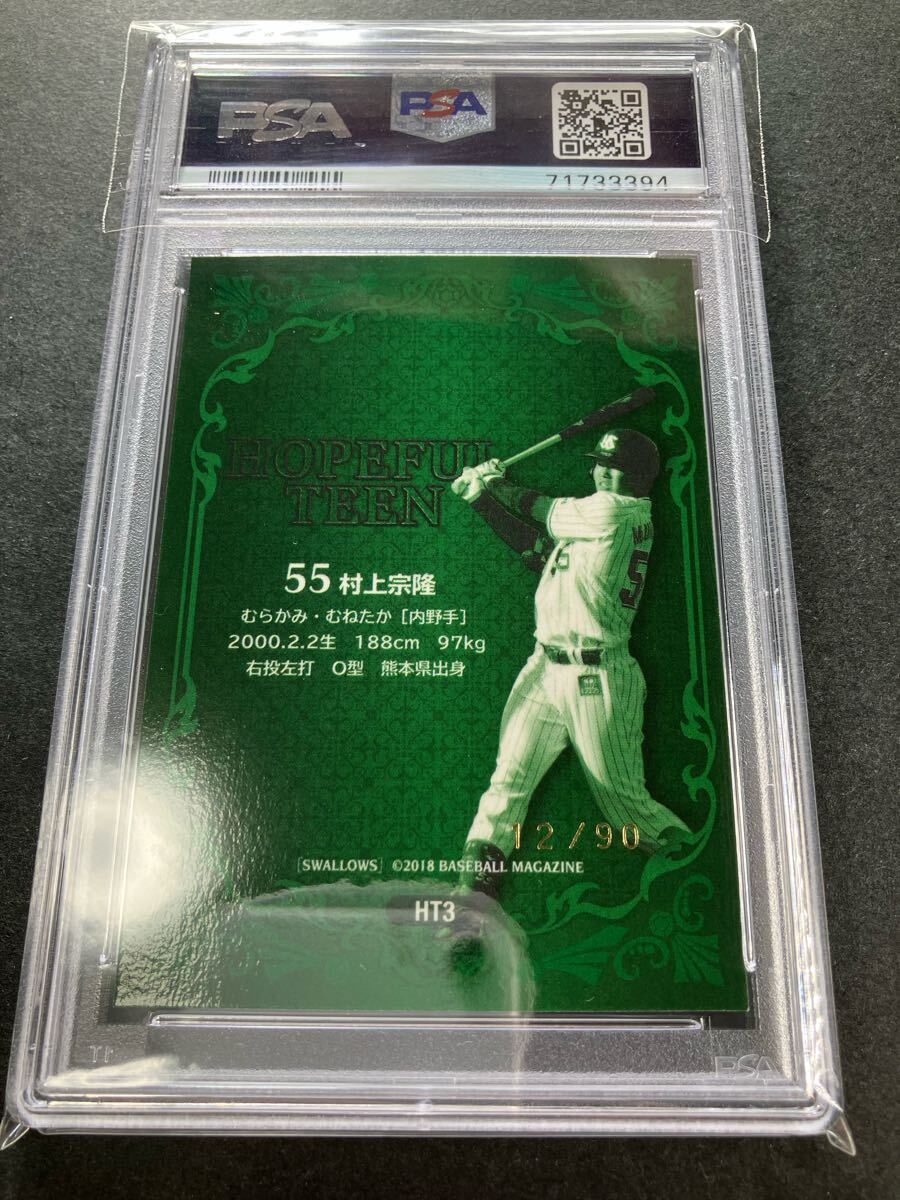 PSA
PSA
71733394
HOPEFUL
TEEN
55 村上宗隆
むらかみ・むねたか [内野手]
2000.2.2生 188cm 97kg
右投左打 O型 熊本県出身
12/90
[SWALLOWS] ©2018 BASEBALL MAGAZINE
HT3
PSA